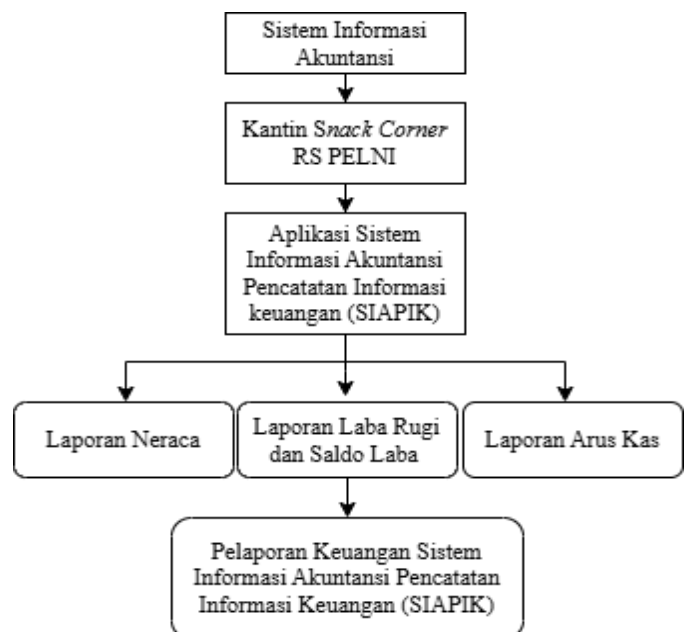 Sistem Informasi
Akuntansi
Kantin Snack Corner
RS PELNI
Aplikasi Sistem
Informasi Akuntansi
Pencatatan Informasi
keuangan (SIAPIK)
Laporan Neraca
Laporan Laba Rugi
dan Saldo Laba
Laporan Arus Kas
Pelaporan Keuangan Sistem
Informasi Akuntansi Pencatatan
Informasi Keuangan (SIAPIK)